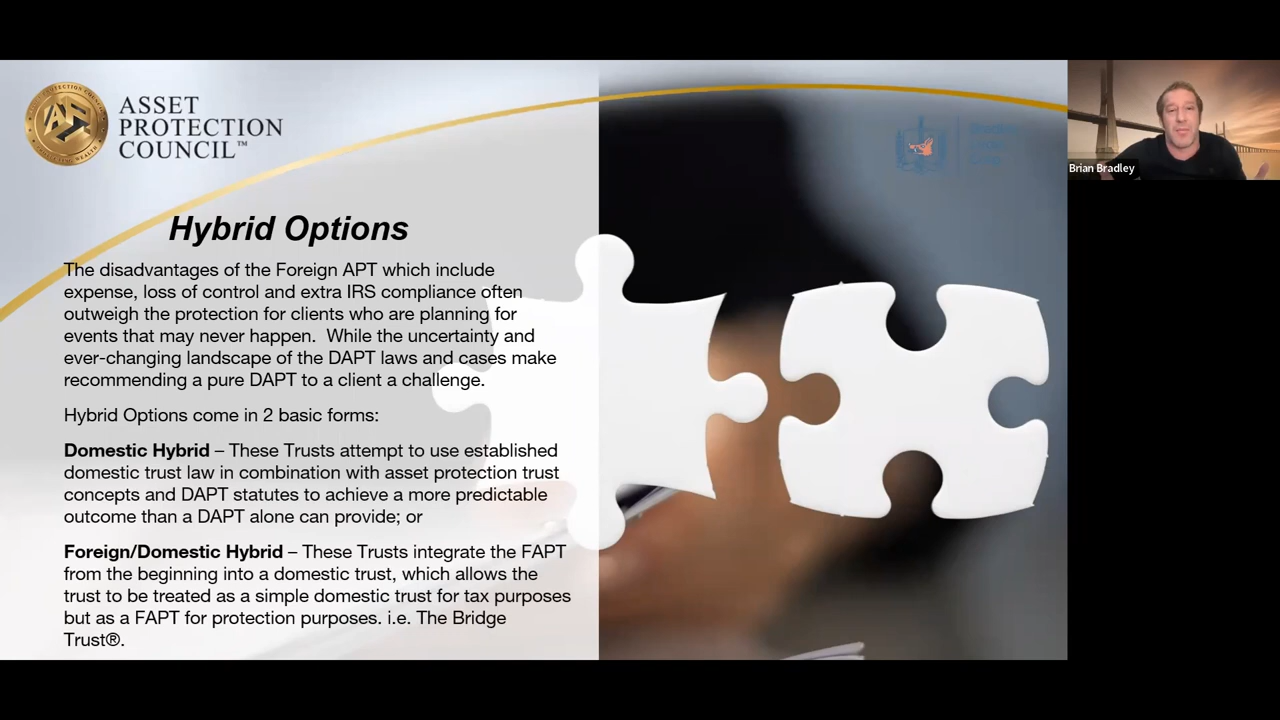 ASSET
PROTECTION
COUNCIL™
Hybrid Options
The disadvantages of the Foreign APT which include
expense, loss of control and extra IRS compliance often
outweigh the protection for clients who are planning for
events that may never happen.  While the uncertainty and
ever-changing landscape of the DAPT laws and cases make
recommending a pure DAPT to a client a challenge.
Hybrid Options come in 2 basic forms:
Domestic Hybrid – These Trusts attempt to use established
domestic trust law in combination with asset protection trust
concepts and DAPT statutes to achieve a more predictable
outcome than a DAPT alone can provide; or
Foreign/Domestic Hybrid – These Trusts integrate the FAPT
from the beginning into a domestic trust, which allows the
trust to be treated as a simple domestic trust for tax purposes
but as a FAPT for protection purposes. i.e. The Bridge
Trust®.
Brian Bradley